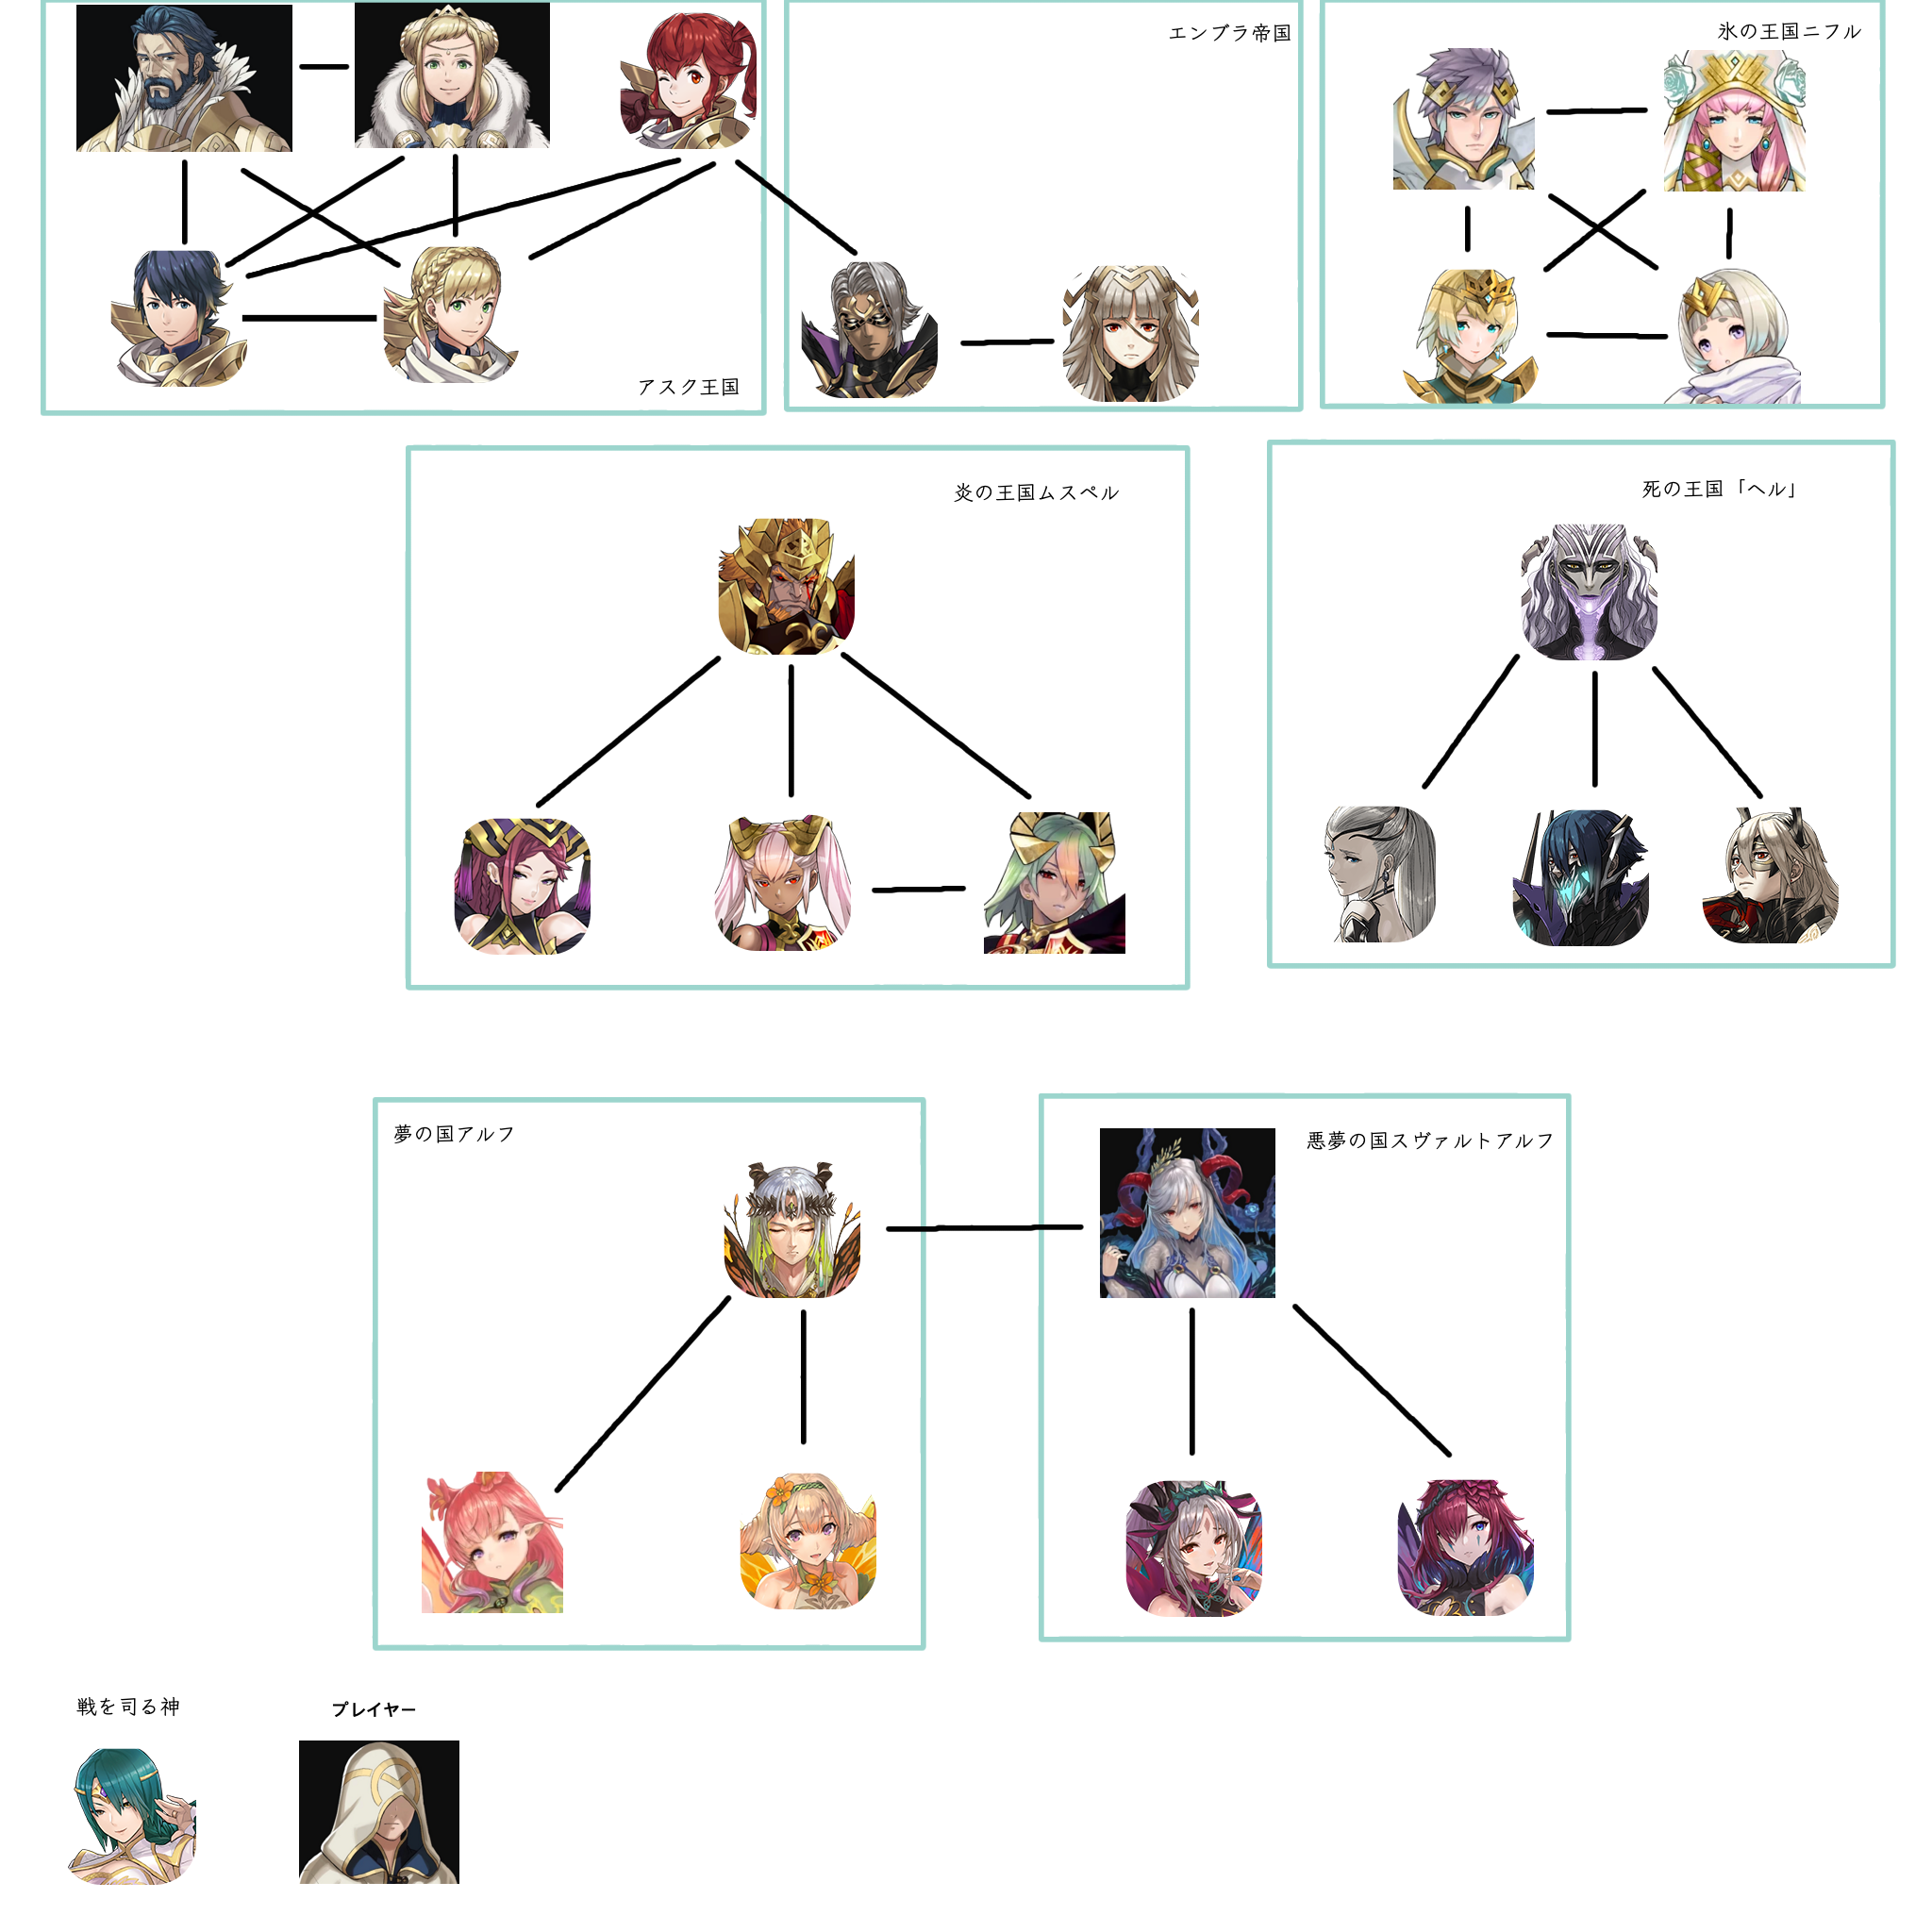 エンブラ帝国
氷の王国ニフル
アスク王国
炎の王国ムスペル
死の王国「ヘル」
夢の国アルフ
悪夢の国スヴァルトアルフ
戦を司る神
プレイヤー